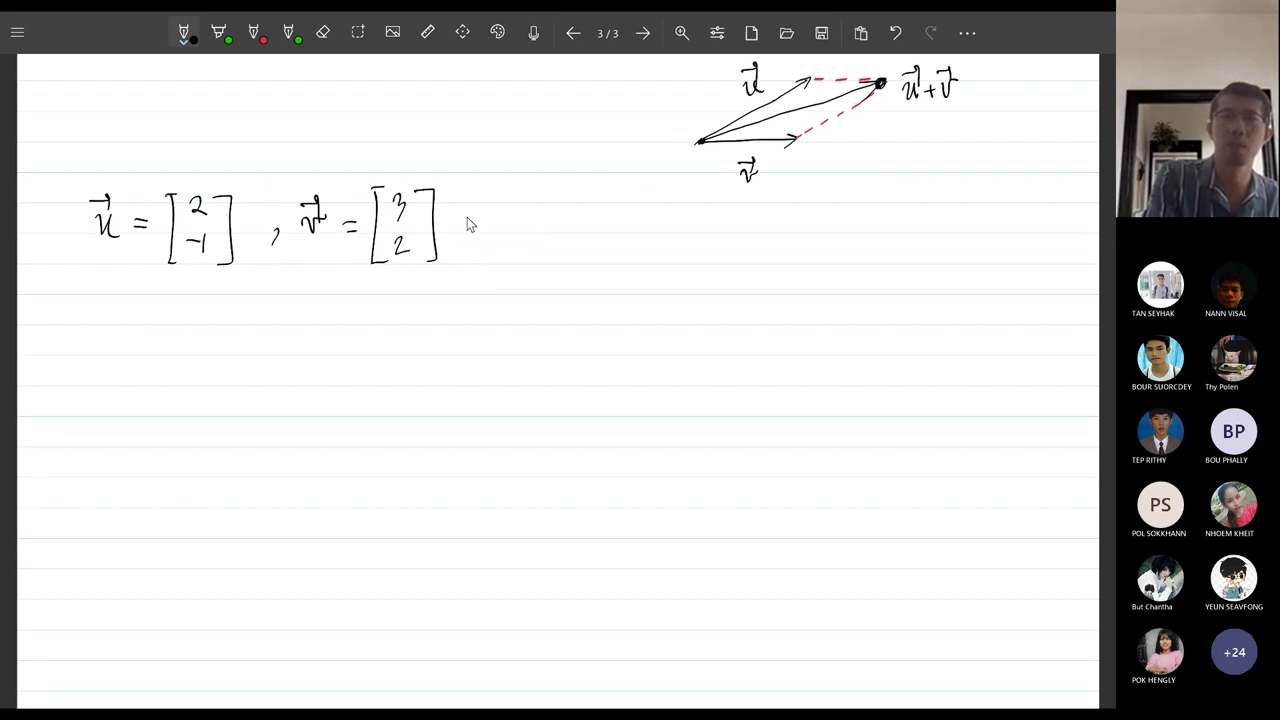 3 / 3
u⃗
u⃗ + v⃗
v⃗
u⃗ = [2 -1] , v⃗ = [3 2]
TAN SEYHAK NANN VISAL
BOUR SUORCDEY Thy Polen
BP
TEP RITHY BOU PHALLY
PS
POL SOKKHANN NHOEM KHEIT
But Chantha YEUN SEAVFONG
+24
POK HENGLY